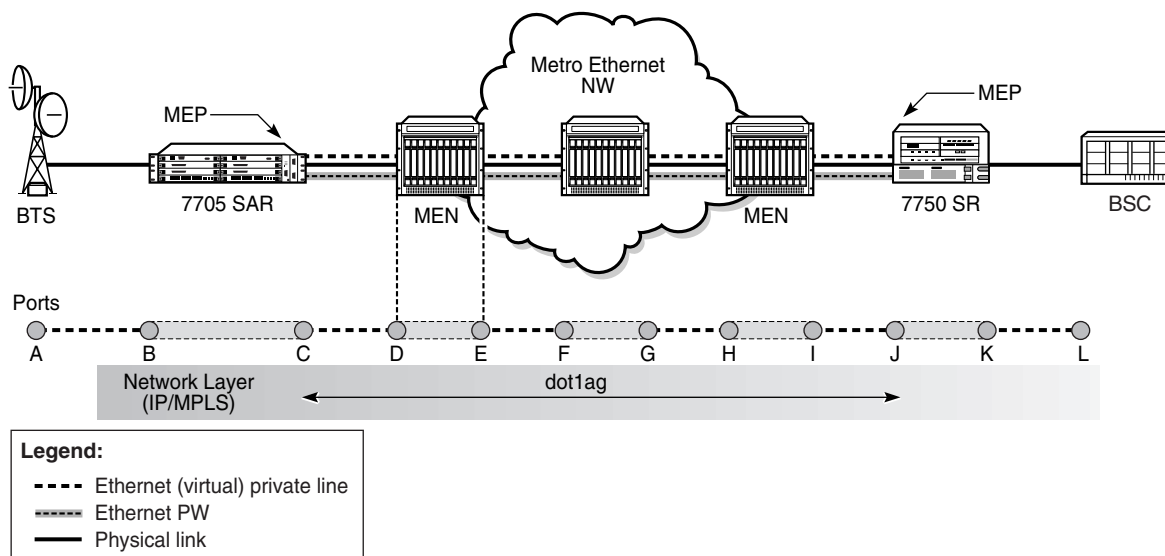 Metro Ethernet
NW
MEP
MEP
BTS
7705 SAR
MEN
MEN
7750 SR
BSC
Ports
A
B
C
D
E
F
G
H
I
J
K
L
Network Layer
(IP/MPLS)
dot1ag
Legend:
Ethernet (virtual) private line
Ethernet PW
Physical link